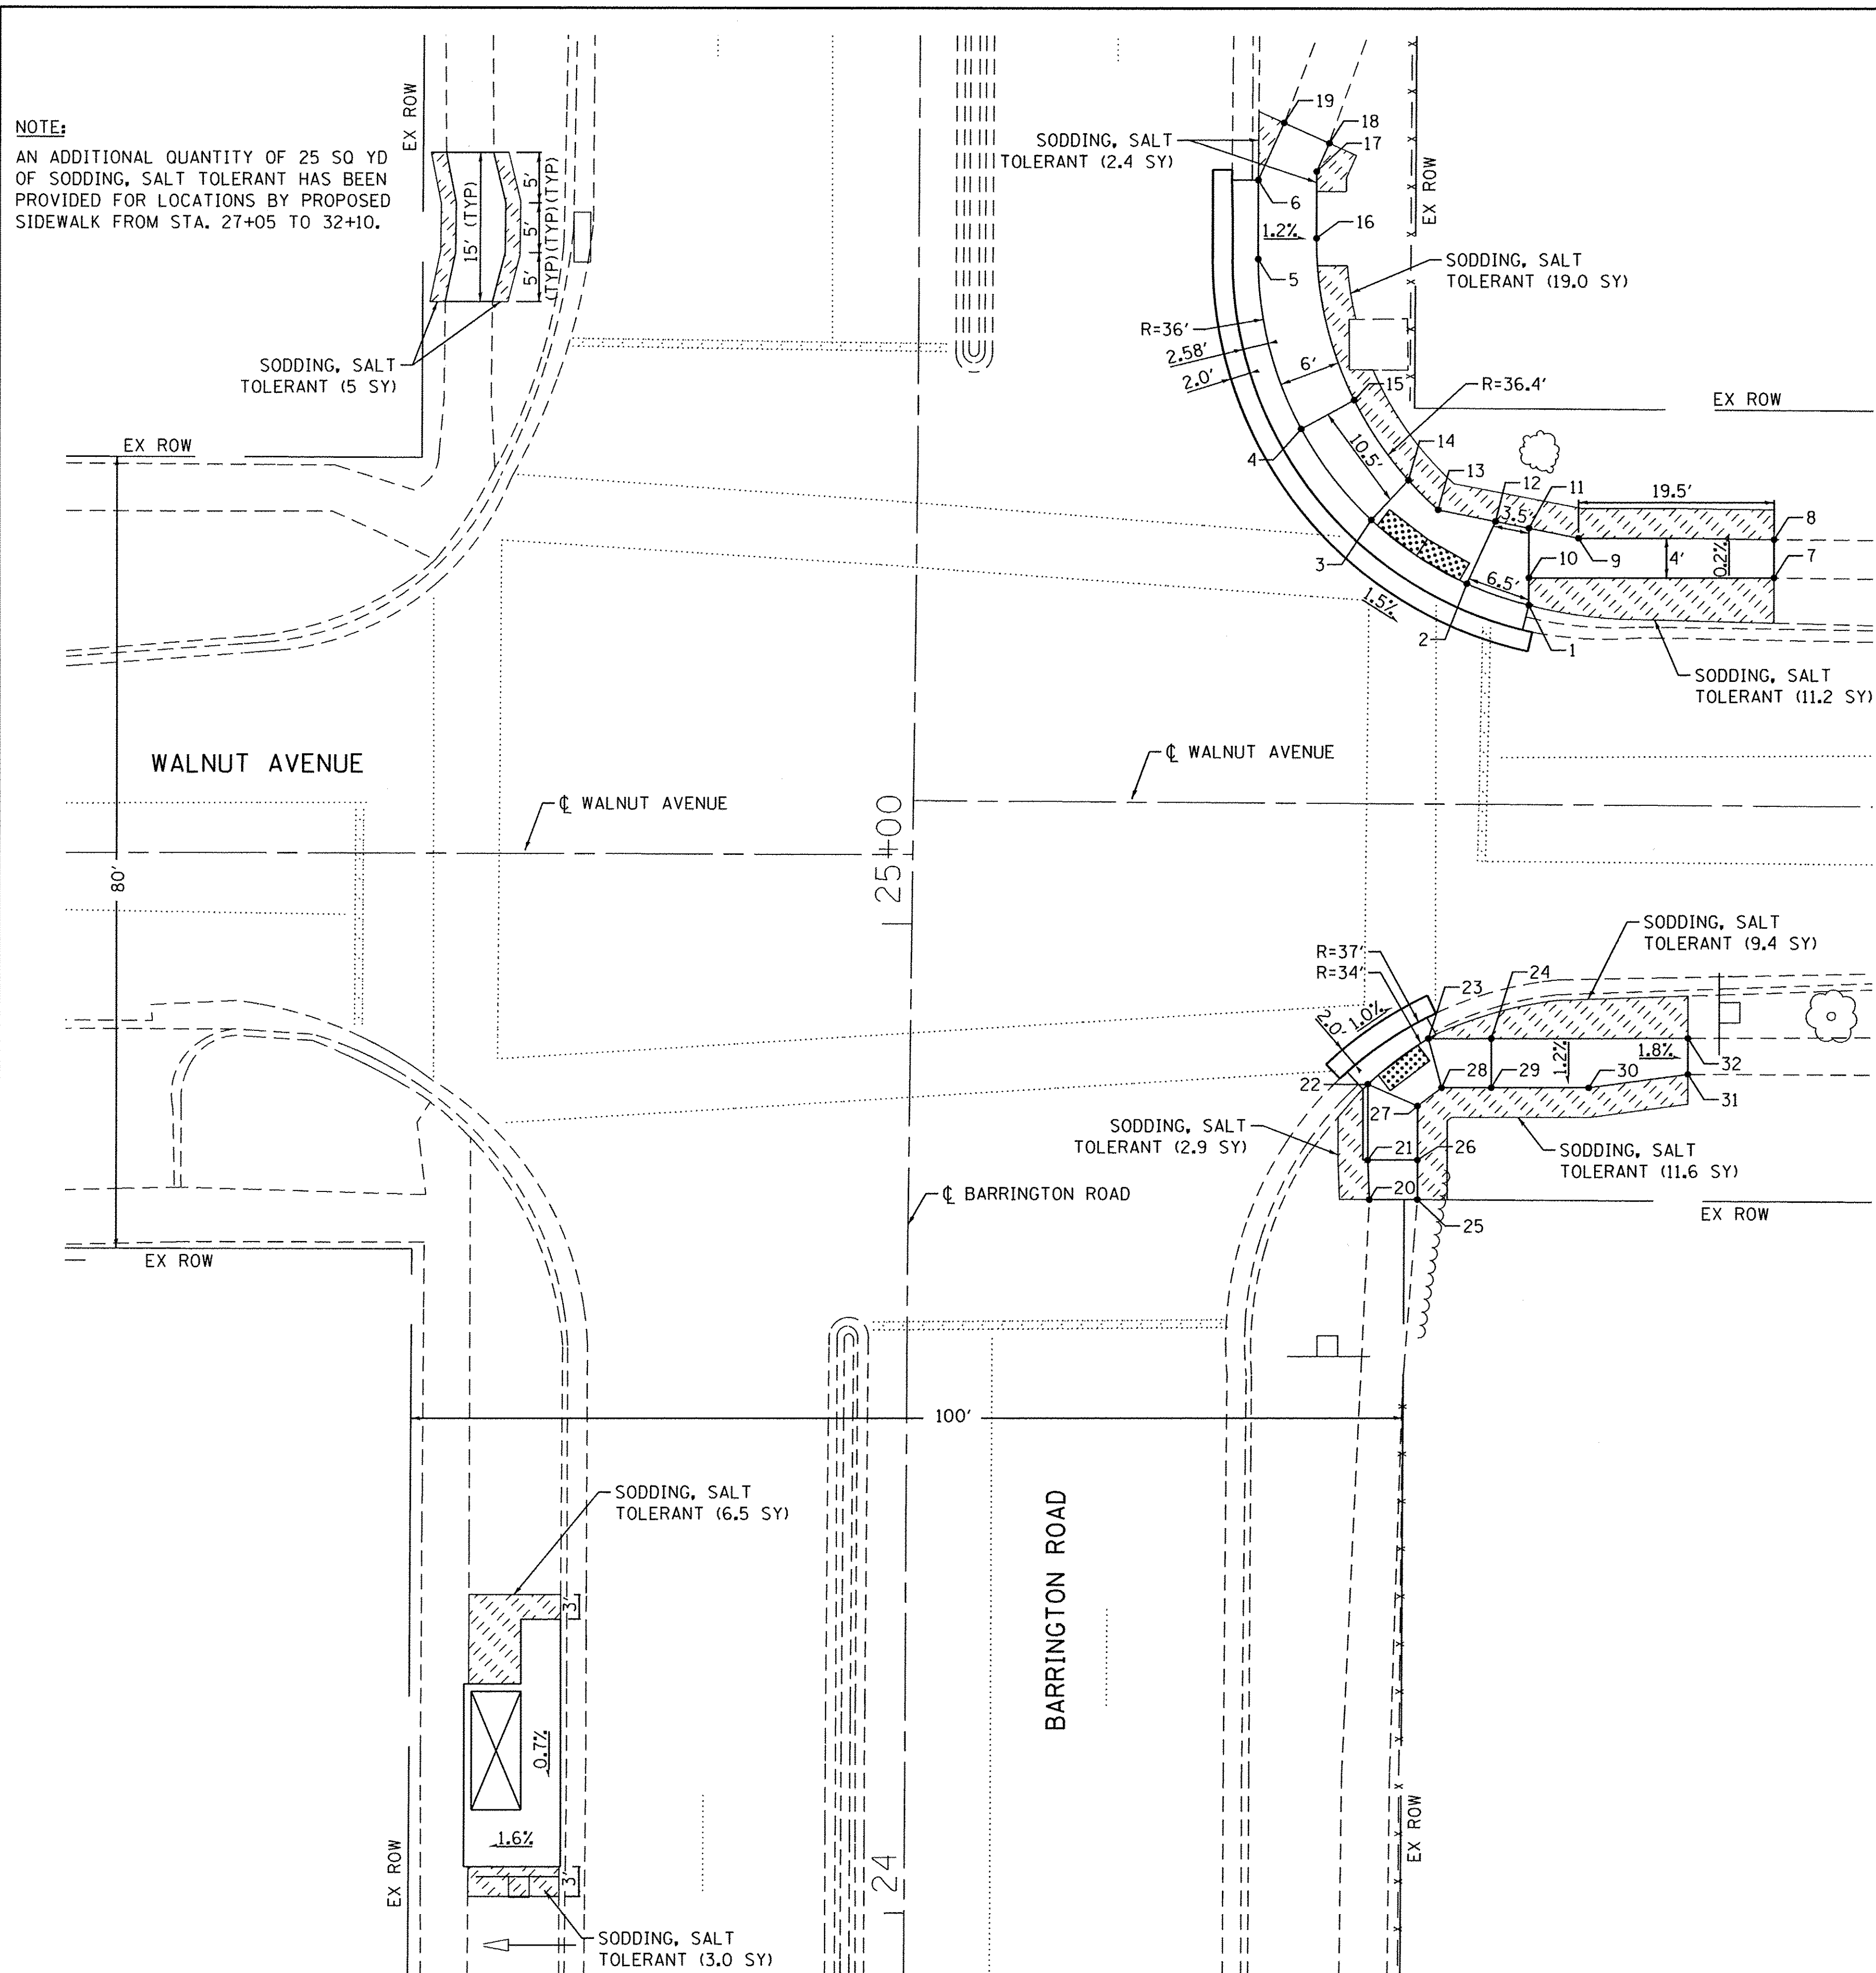 NOTE:
AN ADDITIONAL QUANTITY OF 25 SQ YD
OF SODDING, SALT TOLERANT HAS BEEN
PROVIDED FOR LOCATIONS BY PROPOSED
SIDEWALK FROM STA. 27+05 TO 32+10.
EX ROW
15' (TYP)
5'
(TYP)
5'
(TYP)
5'
(TYP)
SODDING, SALT
TOLERANT (5 SY)
EX ROW
SODDING, SALT
TOLERANT (2.4 SY)
19
18
17
6
16
1.2%
5
EX ROW
SODDING, SALT
TOLERANT (19.0 SY)
R=36'
2.58'
2.0'
6'
15
R=36.4'
EX ROW
4
10.5'
14
13
12
11
3.5'
19.5'
8
3
10
9
4'
0.2%
7
6.5'
1.5%
2
1
SODDING, SALT
TOLERANT (11.2 SY)
WALNUT AVENUE
℄ WALNUT AVENUE
℄ WALNUT AVENUE
80'
25+00
SODDING, SALT
TOLERANT (9.4 SY)
R=37'
R=34'
23
24
2.0'
1.0%
1.2%
1.8%
32
22
28
29
30
31
27
SODDING, SALT
TOLERANT (2.9 SY)
21
26
SODDING, SALT
TOLERANT (11.6 SY)
20
25
EX ROW
℄ BARRINGTON ROAD
EX ROW
100'
SODDING, SALT
TOLERANT (6.5 SY)
3'
BARRINGTON ROAD
0.7%
1.6%
EX ROW
3'
24
EX ROW
SODDING, SALT
TOLERANT (3.0 SY)